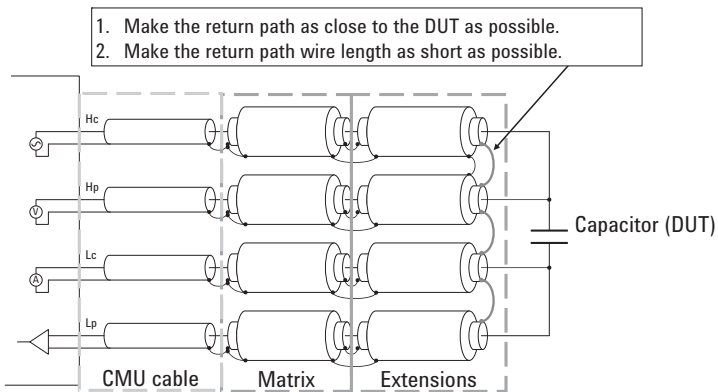 1. Make the return path as close to the DUT as possible.
2. Make the return path wire length as short as possible.
Hc
Hp
V
Lc
A
Lp
Capacitor (DUT)
CMU cable
Matrix
Extensions